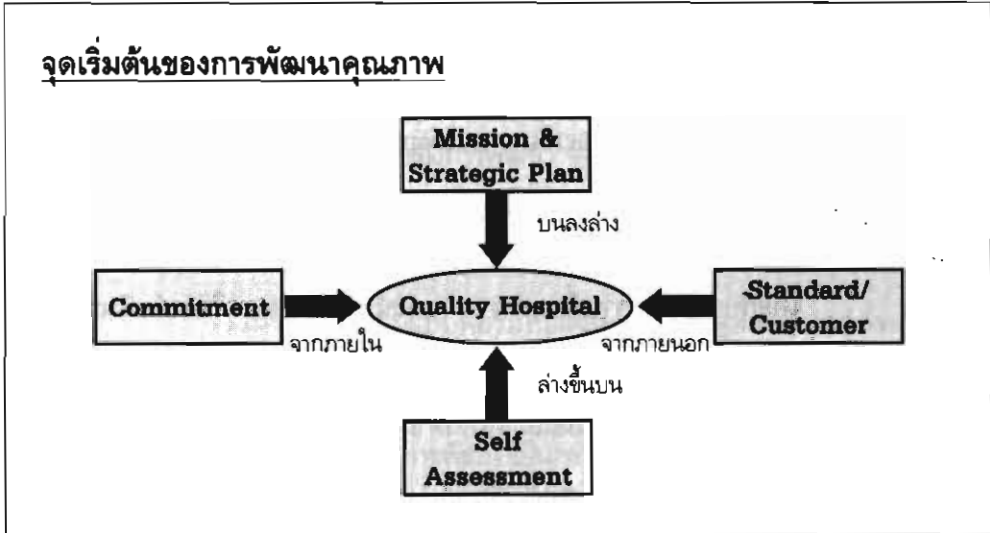 จุดเริ่มต้นของการพัฒนาคุณภาพ
Mission &
Strategic Plan
บนลงล่าง
Commitment
Quality Hospital
Standard/
Customer
จากภายใน
จากภายนอก
ล่างขึ้นบน
Self
Assessment